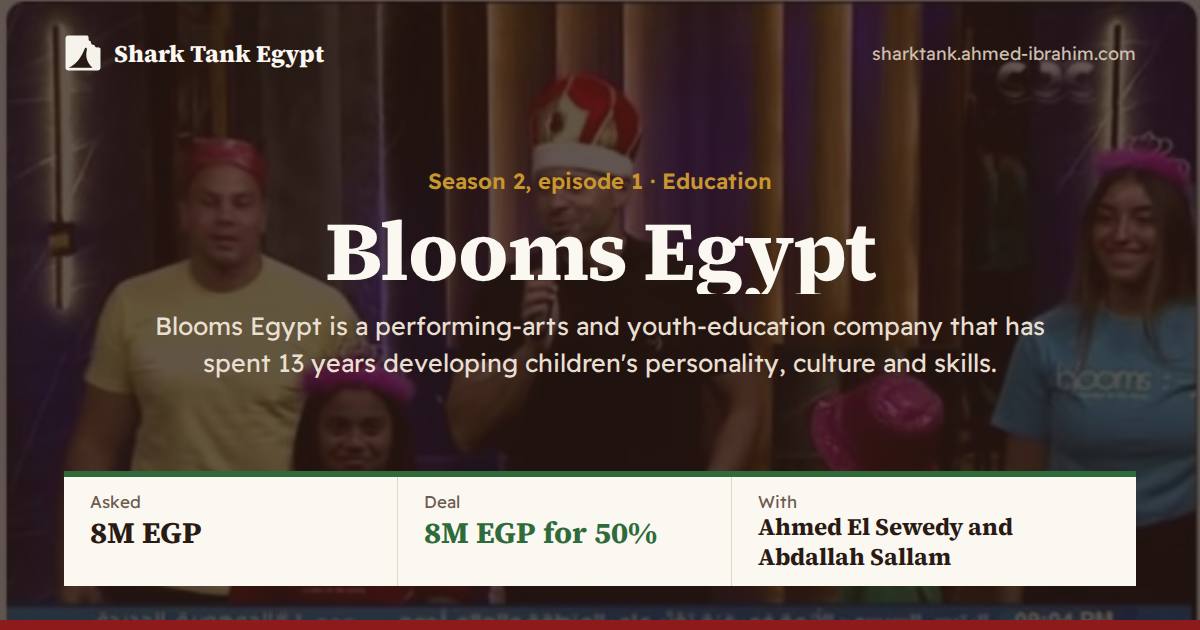 Shark Tank Egypt
sharktank.ahmed-ibrahim.com
Season 2, episode 1 · Education
Blooms Egypt
Blooms Egypt is a performing-arts and youth-education company that has
spent 13 years developing children's personality, culture and skills.
blooms
Asked
8M EGP
Deal
8M EGP for 50%
With
Ahmed El Sewedy and
Abdallah Sallam